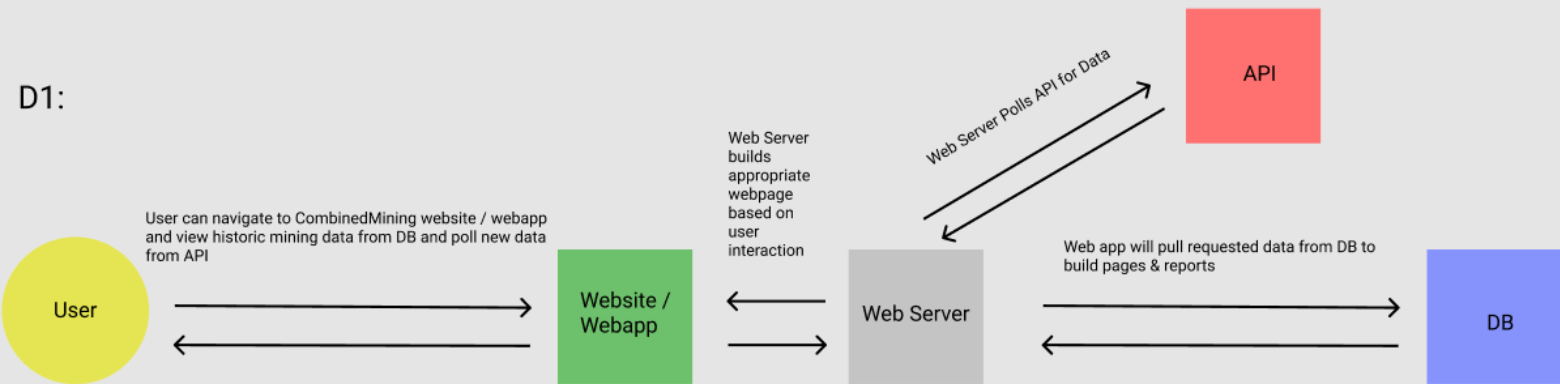 D1:
User can navigate to CombinedMining website / webapp
and view historic mining data from DB and poll new data
from API
User
Website /
Webapp
Web Server
builds
appropriate
webpage
based on
user
interaction
Web Server
Web Server Polls API for Data
API
Web app will pull requested data from DB to
build pages & reports
DB